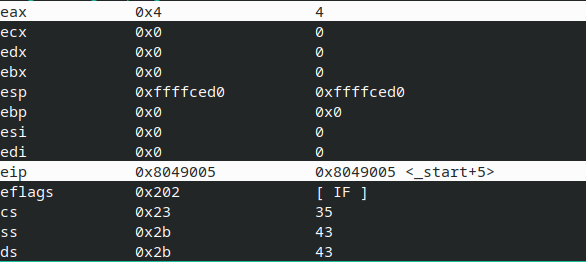 eax 0x4 4
ecx 0x0 0
edx 0x0 0
ebx 0x0 0
esp 0xffffced0 0xffffced0
ebp 0x0 0x0
esi 0x0 0
edi 0x0 0
eip 0x8049005 0x8049005 <_start+5>
eflags 0x202 [ IF ]
cs 0x23 35
ss 0x2b 43
ds 0x2b 43